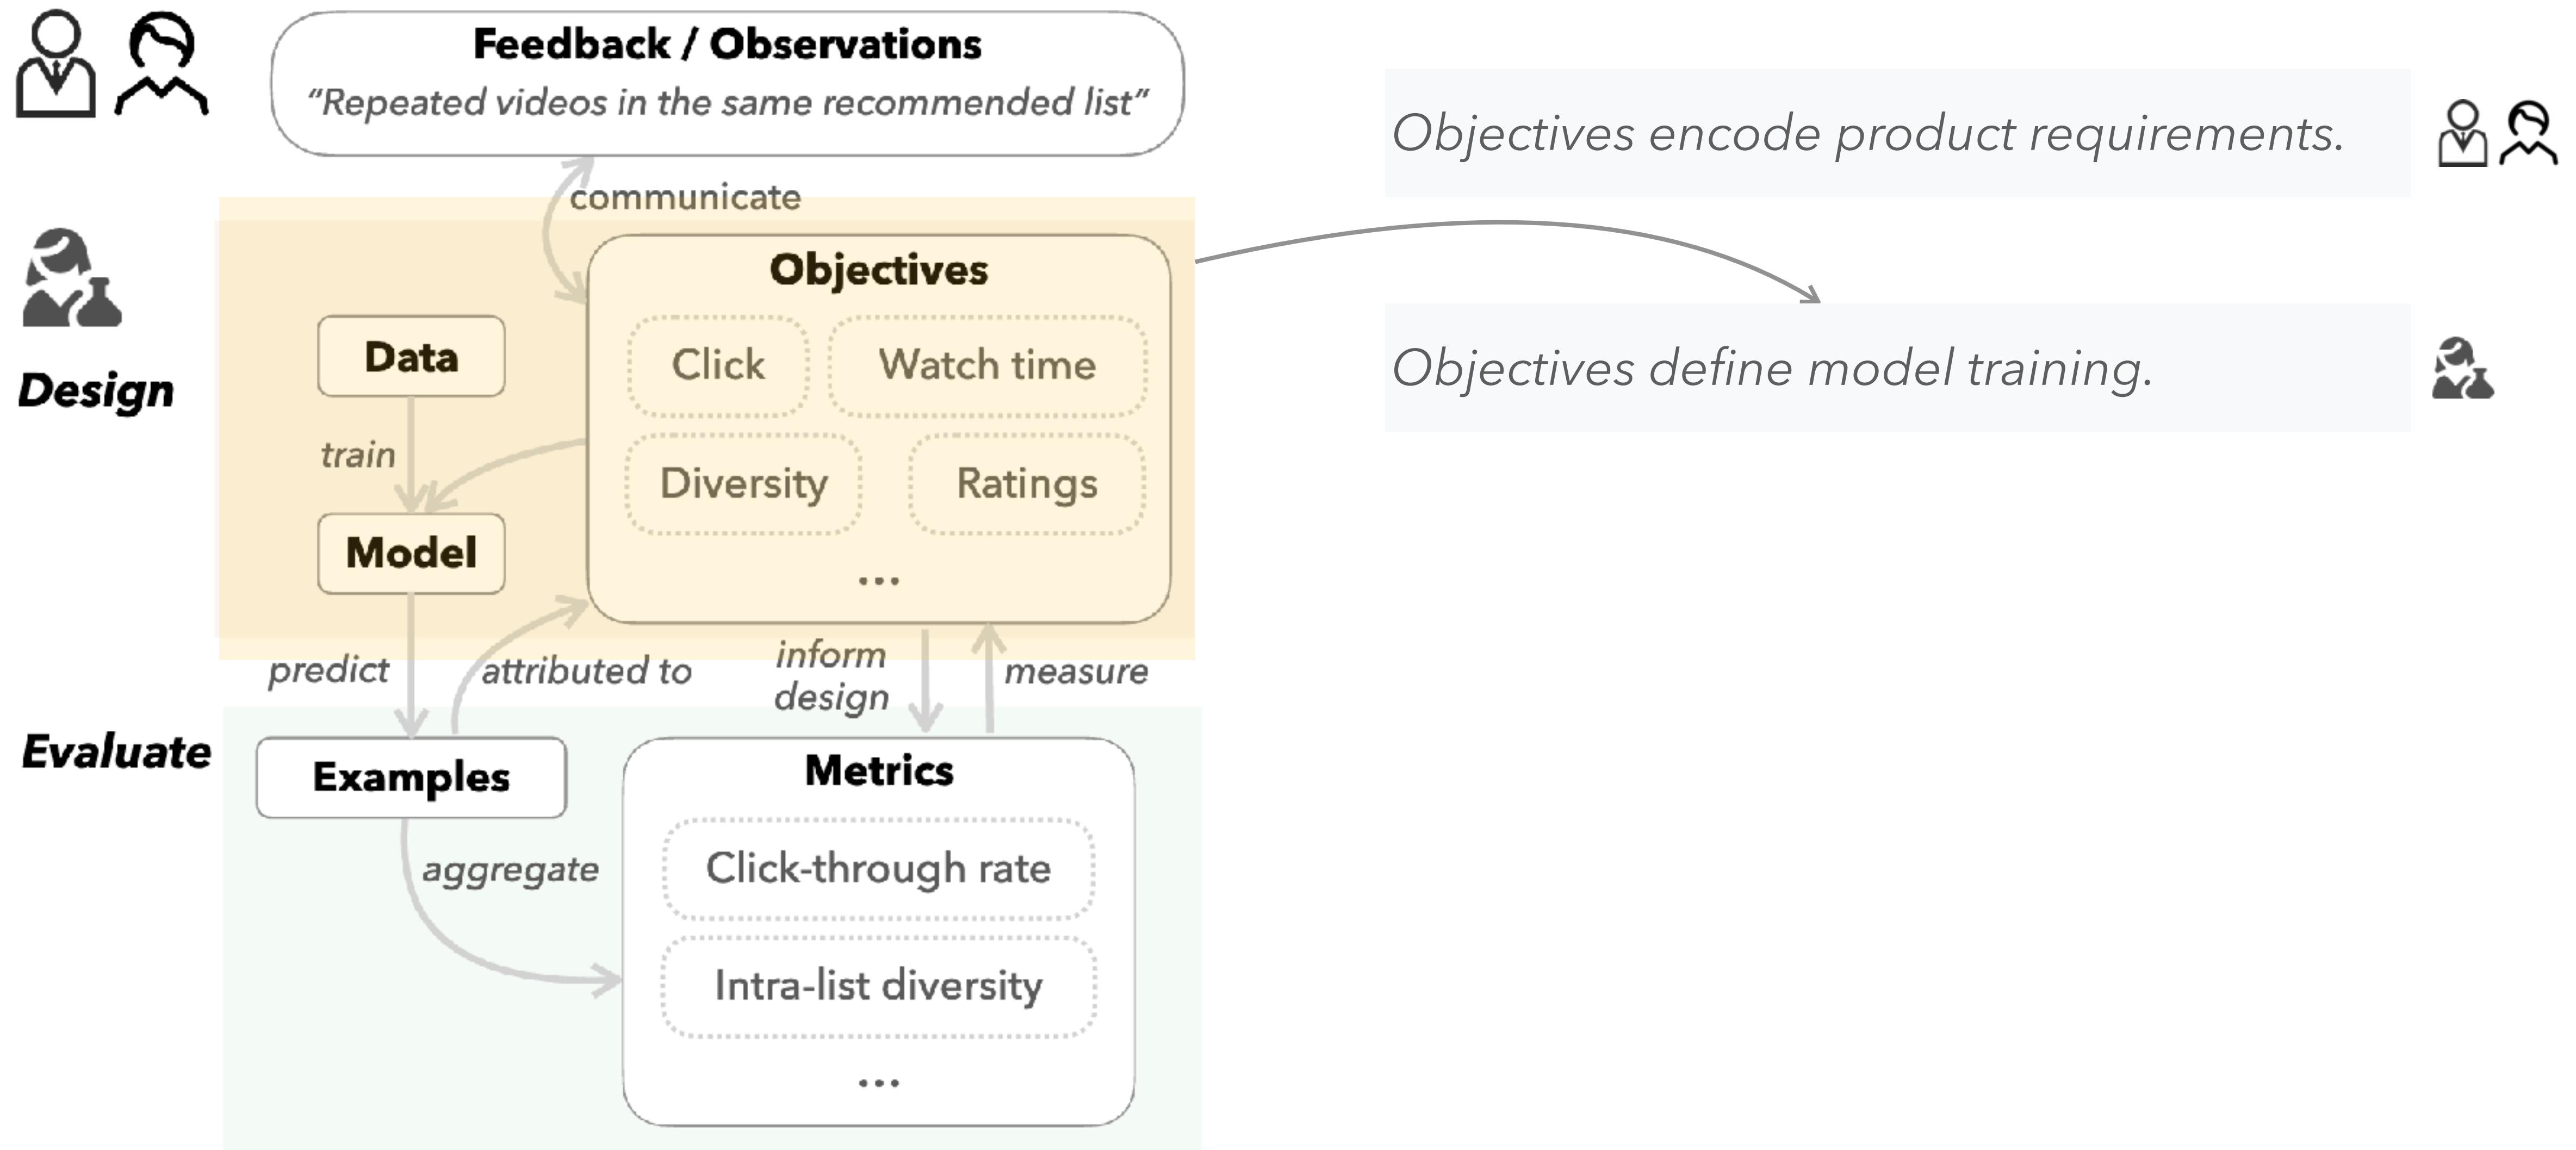 Feedback / Observations
“Repeated videos in the same recommended list”
communicate
Design
Objectives
Click
Watch time
Diversity
Ratings
...
Data
train
Model
predict
attributed to
inform
design
measure
Evaluate
Examples
aggregate
Metrics
Click-through rate
Intra-list diversity
...
Objectives encode product requirements.
Objectives define model training.